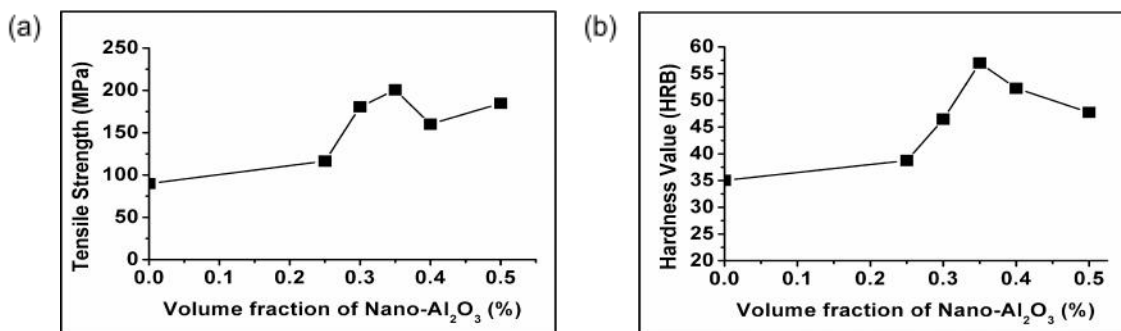 (a)
Tensile Strength (MPa)
250
200
150
100
50
0
0.0 0.1 0.2 0.3 0.4 0.5
Volume fraction of Nano-Al₂O₃ (%)
(b)
Hardness Value (HRB)
60
55
50
45
40
35
30
25
20
0.0 0.1 0.2 0.3 0.4 0.5
Volume fraction of Nano-Al₂O₃ (%)